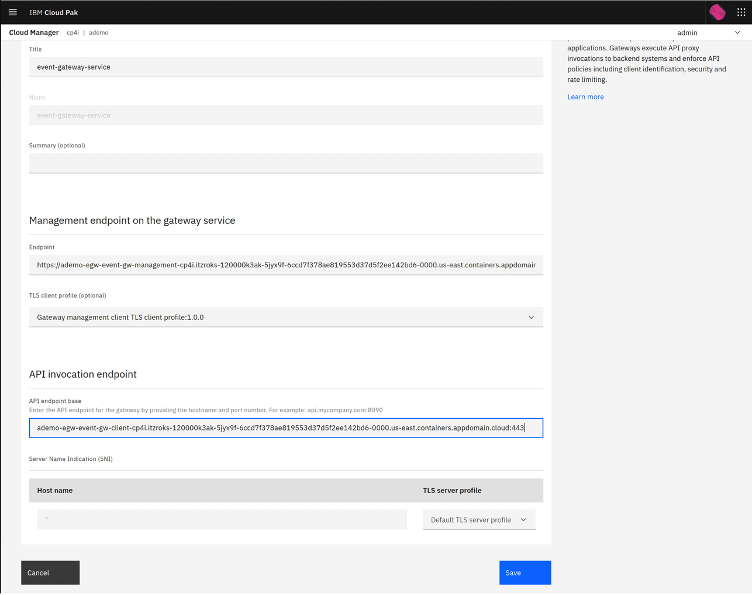 IBM Cloud Pak
Cloud Manager cp4i | ademo admin
applications. Gateways execute API proxy
invocations to backend systems and enforce API
policies including client identification, security and
rate limiting.
Learn more
Title
event-gateway-service
Name
event-gateway-service
Summary (optional)
Management endpoint on the gateway service
Endpoint
https://ademo-egw-event-gw-management-cp4i.itzroks-120000k3ak-5jyx9f-6ccd7f378ae819553d37d5f2ee142bd6-0000.us-east.containers.appdomain
TLS client profile (optional)
Gateway management client TLS client profile:1.0.0
API invocation endpoint
API endpoint base
Enter the API endpoint for the gateway by providing the hostname and port number. For example: api.mycompany.com:8090
ademo-egw-event-gw-client-cp4i.itzroks-120000k3ak-5jyx9f-6ccd7f378ae819553d37d5f2ee142bd6-0000.us-east.containers.appdomain.cloud:443
Server Name Indication (SNI)
Host name TLS server profile
* Default TLS server profile
Cancel Save